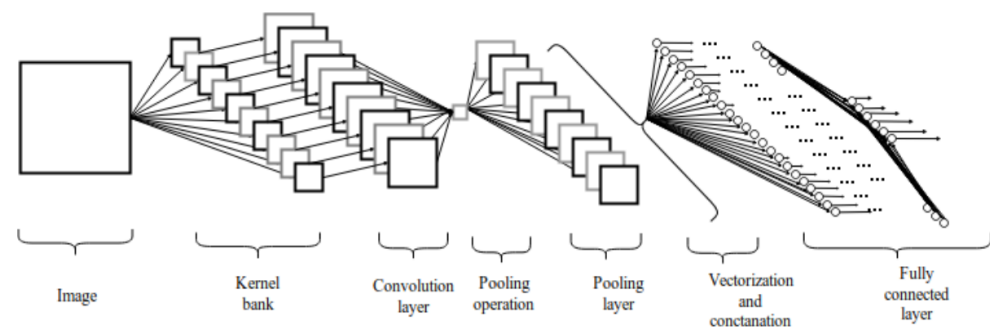 Image
Kernel
bank
Convolution
layer
Pooling
operation
Pooling
layer
Vectorization
and
conctanation
Fully
connected
layer